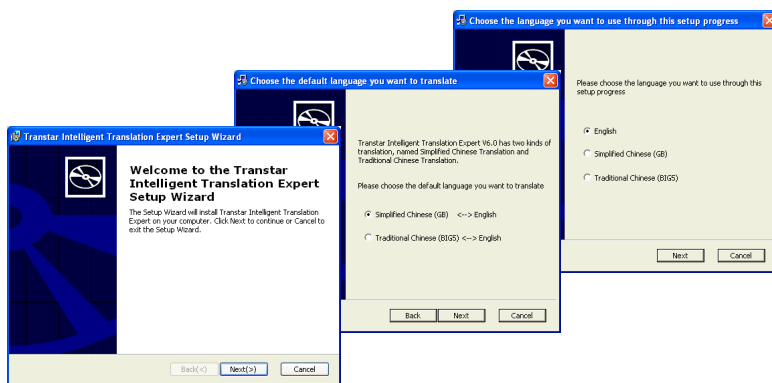 Choose the language you want to use through this setup progress
Please choose the language you want to use through this
setup progress
English
Simplified Chinese (GB)
Traditional Chinese (BIG5)
Next Cancel
Choose the default language you want to translate
Transtar Intelligent Translation Expert V6.0 has two kinds of
translation, named Simplified Chinese Translation and
Traditional Chinese Translation.
Please choose the default language you want to translate
Simplified Chinese (GB) <--> English
Traditional Chinese (BIG5) <--> English
Back Next Cancel
Transtar Intelligent Translation Expert Setup Wizard
Welcome to the Transtar
Intelligent Translation Expert
Setup Wizard
The Setup Wizard will install Transtar Intelligent Translation
Expert on your computer. Click Next to continue or Cancel to
exit the Setup Wizard.
Back(<) Next(>) Cancel